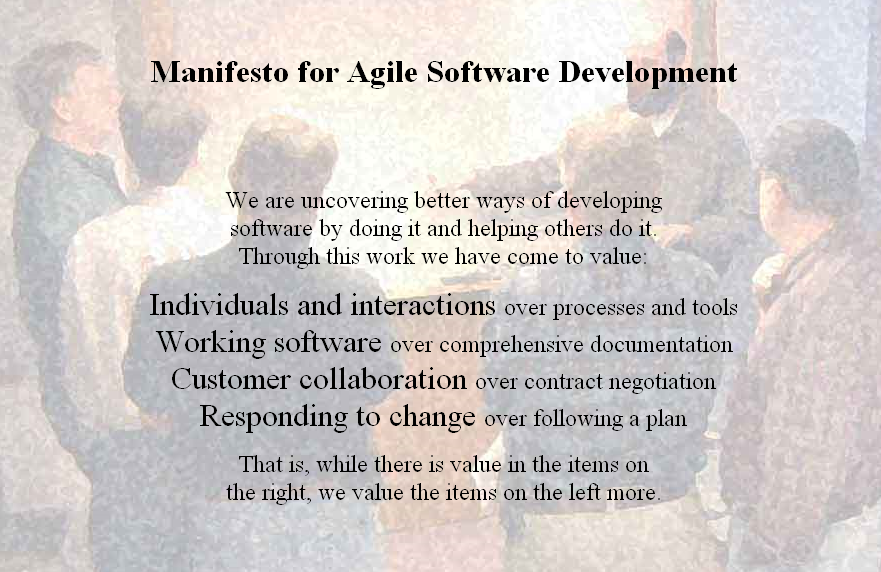 Manifesto for Agile Software Development
We are uncovering better ways of developing
software by doing it and helping others do it.
Through this work we have come to value:
Individuals and interactions over processes and tools
Working software over comprehensive documentation
Customer collaboration over contract negotiation
Responding to change over following a plan
That is, while there is value in the items on
the right, we value the items on the left more.